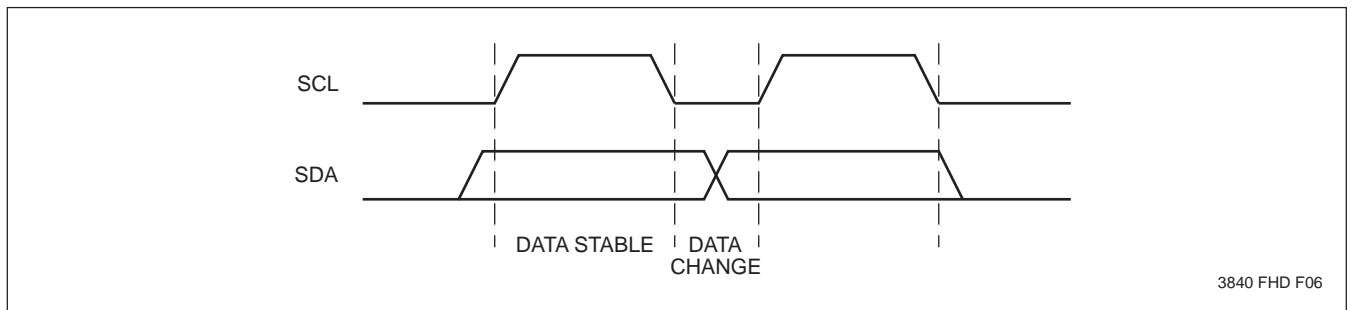 SCL
SDA
DATA STABLE
DATA
CHANGE
3840 FHD F06